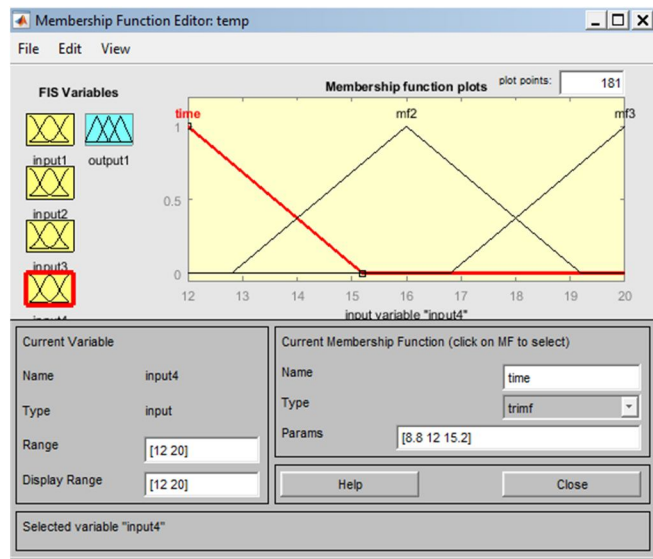 Membership Function Editor: temp
File Edit View
FIS Variables
Membership function plots
plot points:
181
time
mf2
mf3
input1
output1
input2
input3
1
0.5
0
12 13 14 15 16 17 18 19 20
input variable "input4"
Current Variable
Name input4
Type input
Range [12 20]
Display Range [12 20]
Current Membership Function (click on MF to select)
Name time
Type trimf
Params [8.8 12 15.2]
Help
Close
Selected variable "input4"